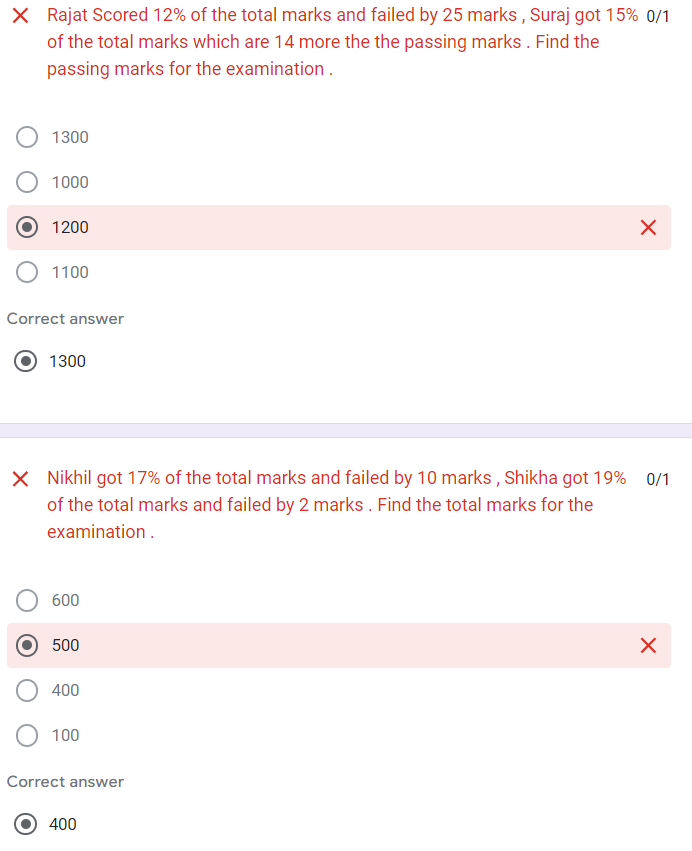 Rajat Scored 12% of the total marks and failed by 25 marks , Suraj got 15% 0/1
of the total marks which are 14 more the the passing marks . Find the
passing marks for the examination .
1300
1000
1200
1100
Correct answer
1300
Nikhil got 17% of the total marks and failed by 10 marks , Shikha got 19% 0/1
of the total marks and failed by 2 marks . Find the total marks for the
examination .
600
500
400
100
Correct answer
400